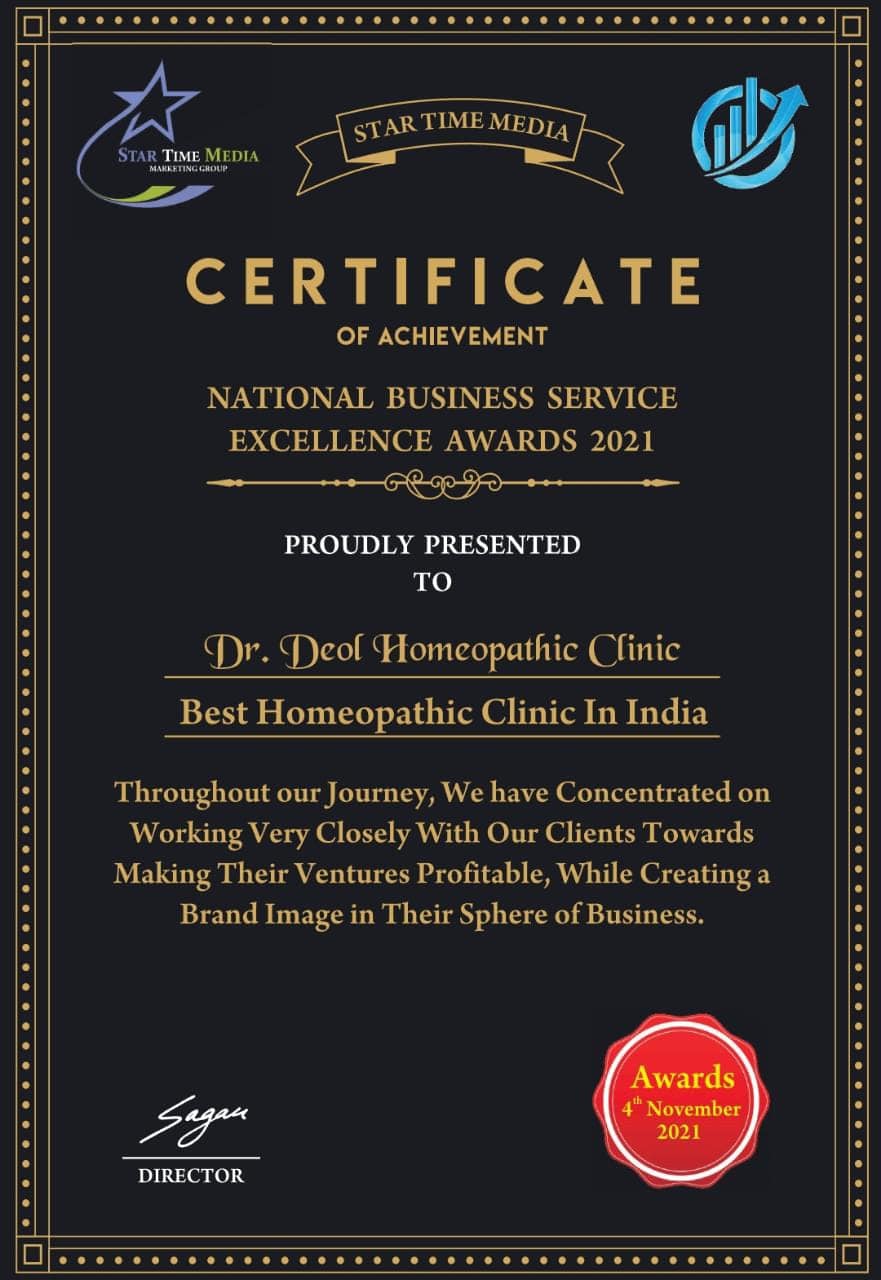 STAR TIME MEDIA
MARKETING GROUP
STAR TIME MEDIA
CERTIFICATE
OF ACHIEVEMENT
NATIONAL BUSINESS SERVICE
EXCELLENCE AWARDS 2021
PROUDLY PRESENTED
TO
Dr. Deol Homeopathic Clinic
Best Homeopathic Clinic In India
Throughout our Journey, We have Concentrated on
Working Very Closely With Our Clients Towards
Making Their Ventures Profitable, While Creating a
Brand Image in Their Sphere of Business.
Sagan
DIRECTOR
Awards
4th November
2021